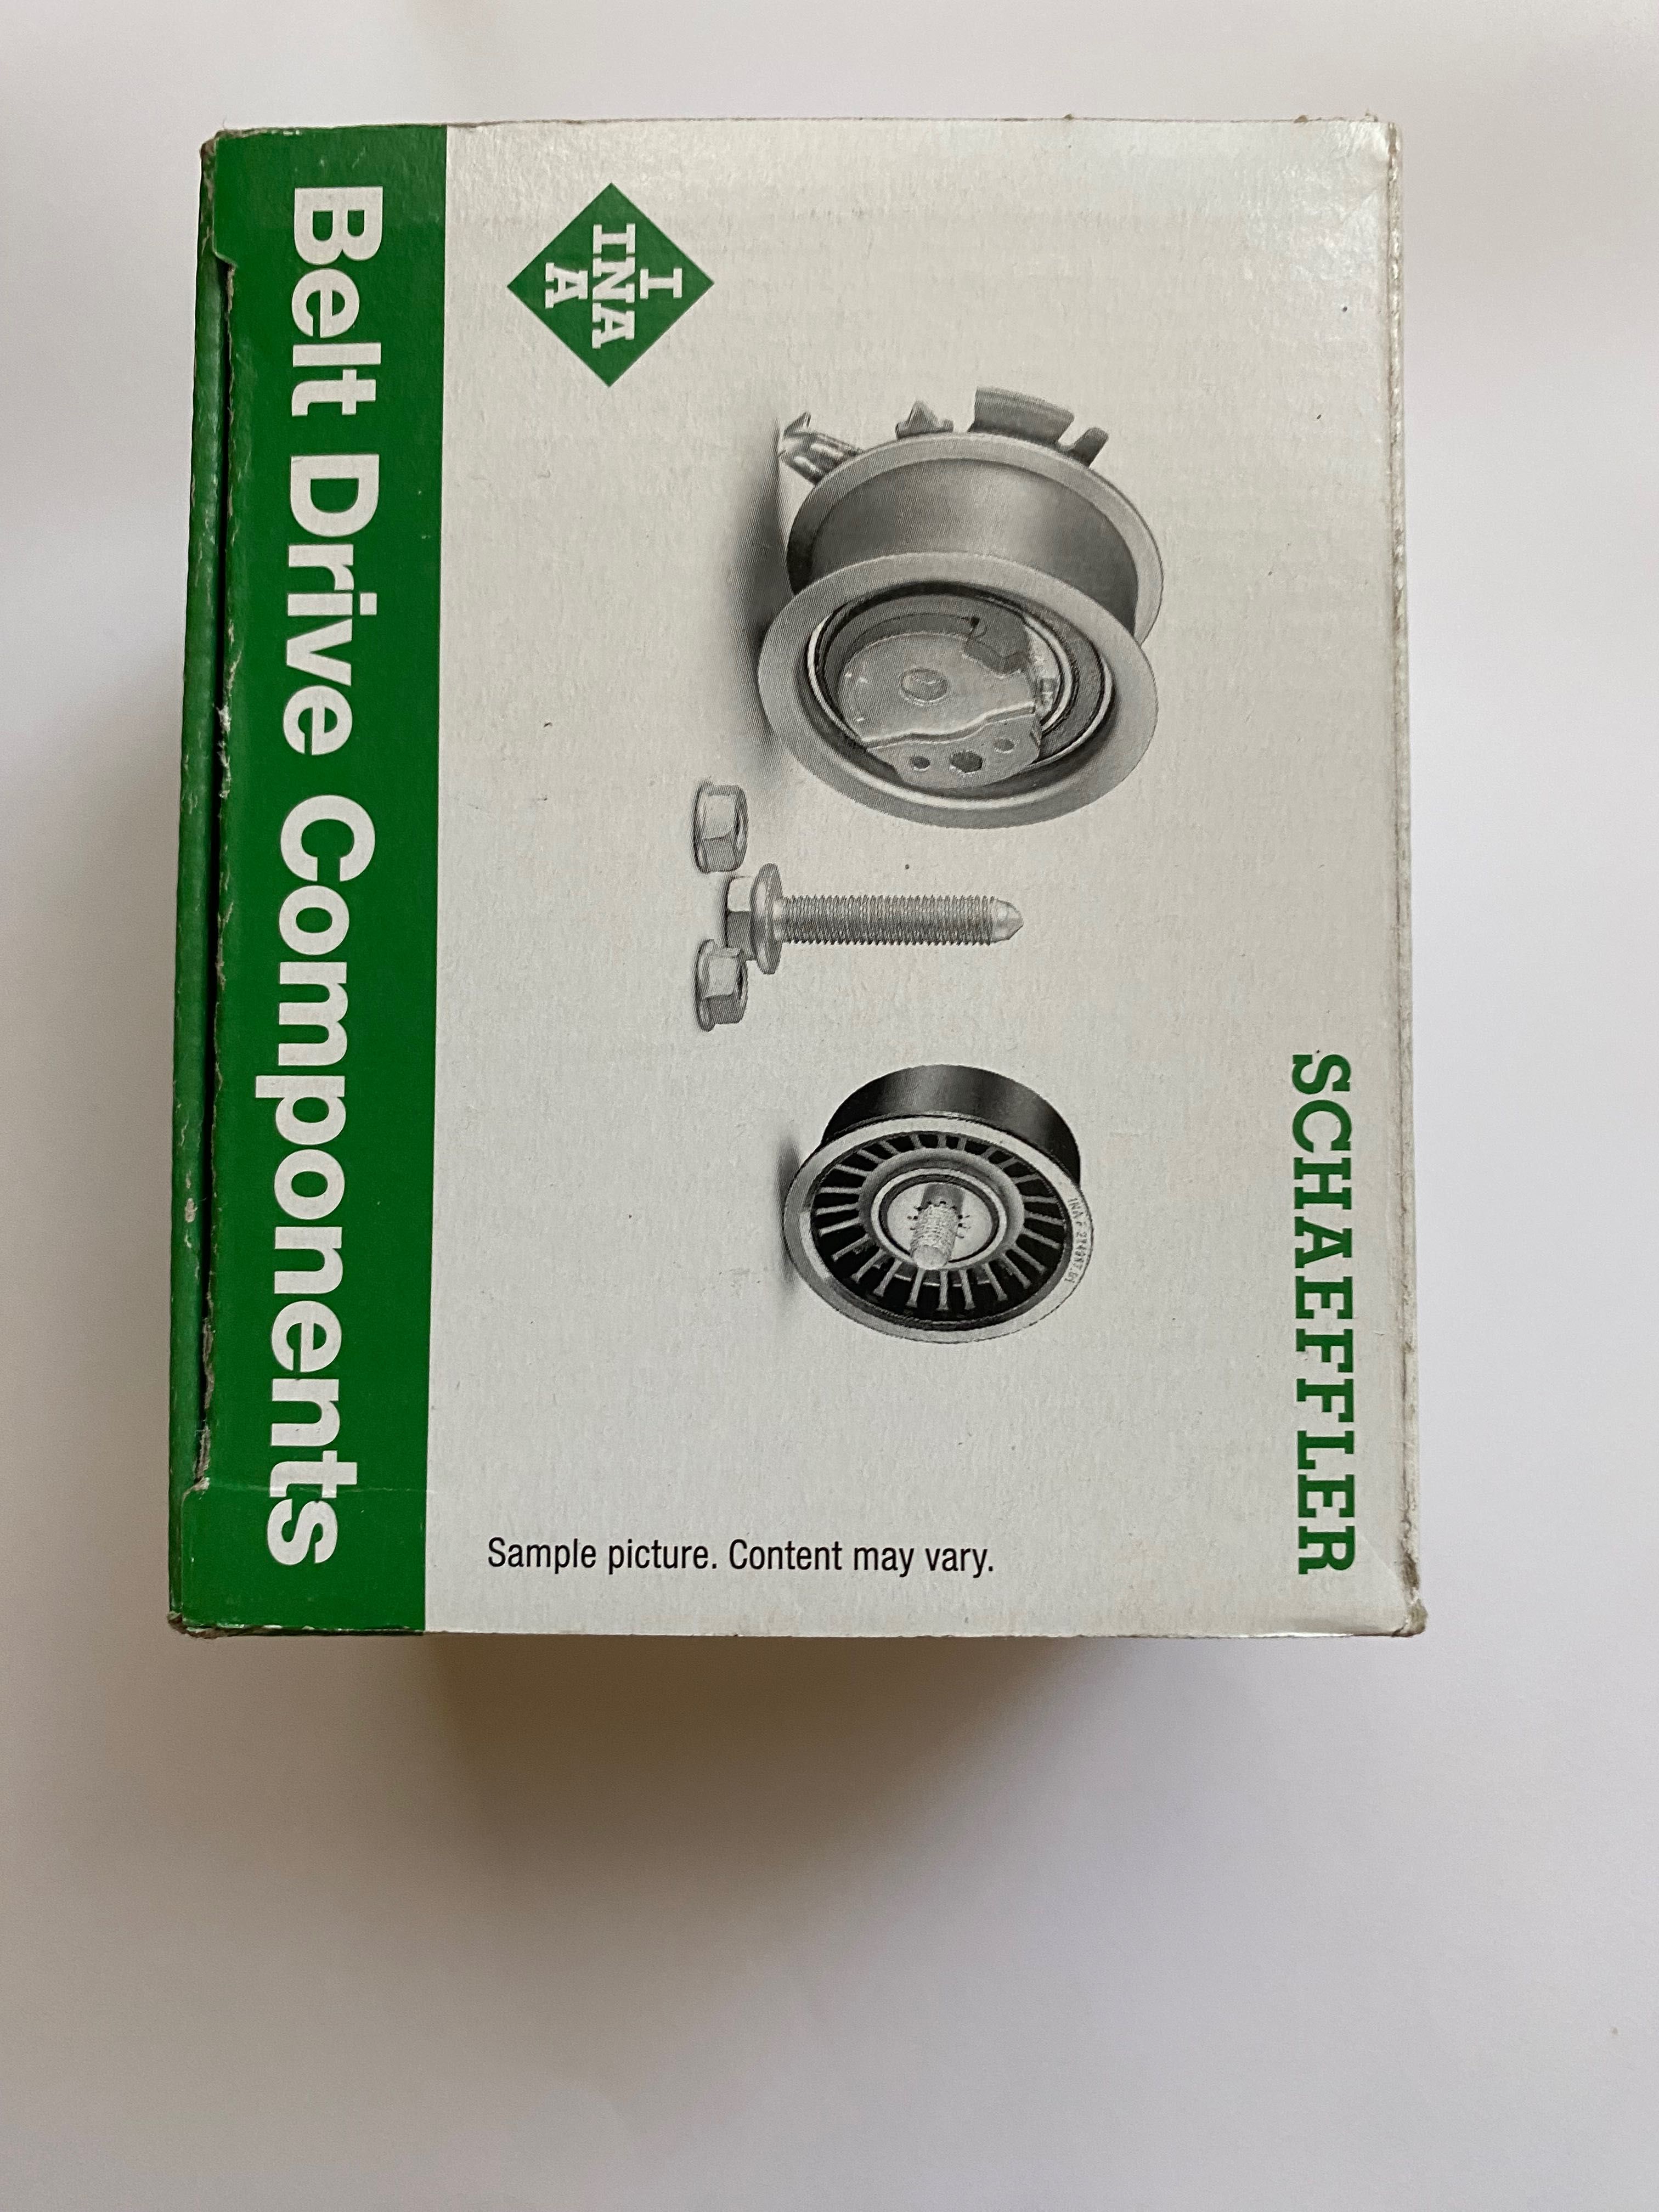 SCHAEFFLER
I
INA
A
Sample picture. Content may vary.
Belt Drive Components